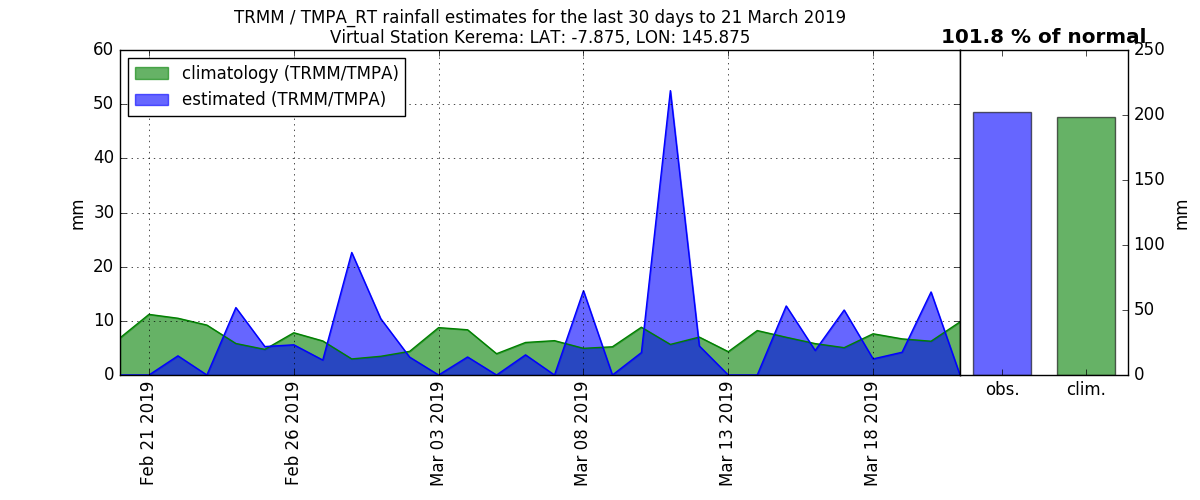 TRMM / TMPA_RT rainfall estimates for the last 30 days to 21 March 2019
Virtual Station Kerema: LAT: -7.875, LON: 145.875
101.8 % of normal
climatology (TRMM/TMPA)
estimated (TRMM/TMPA)
mm
60
50
40
30
20
10
0
Feb 21 2019
Feb 26 2019
Mar 03 2019
Mar 08 2019
Mar 13 2019
Mar 18 2019
obs.
clim.
250
200
150
100
50
0
mm